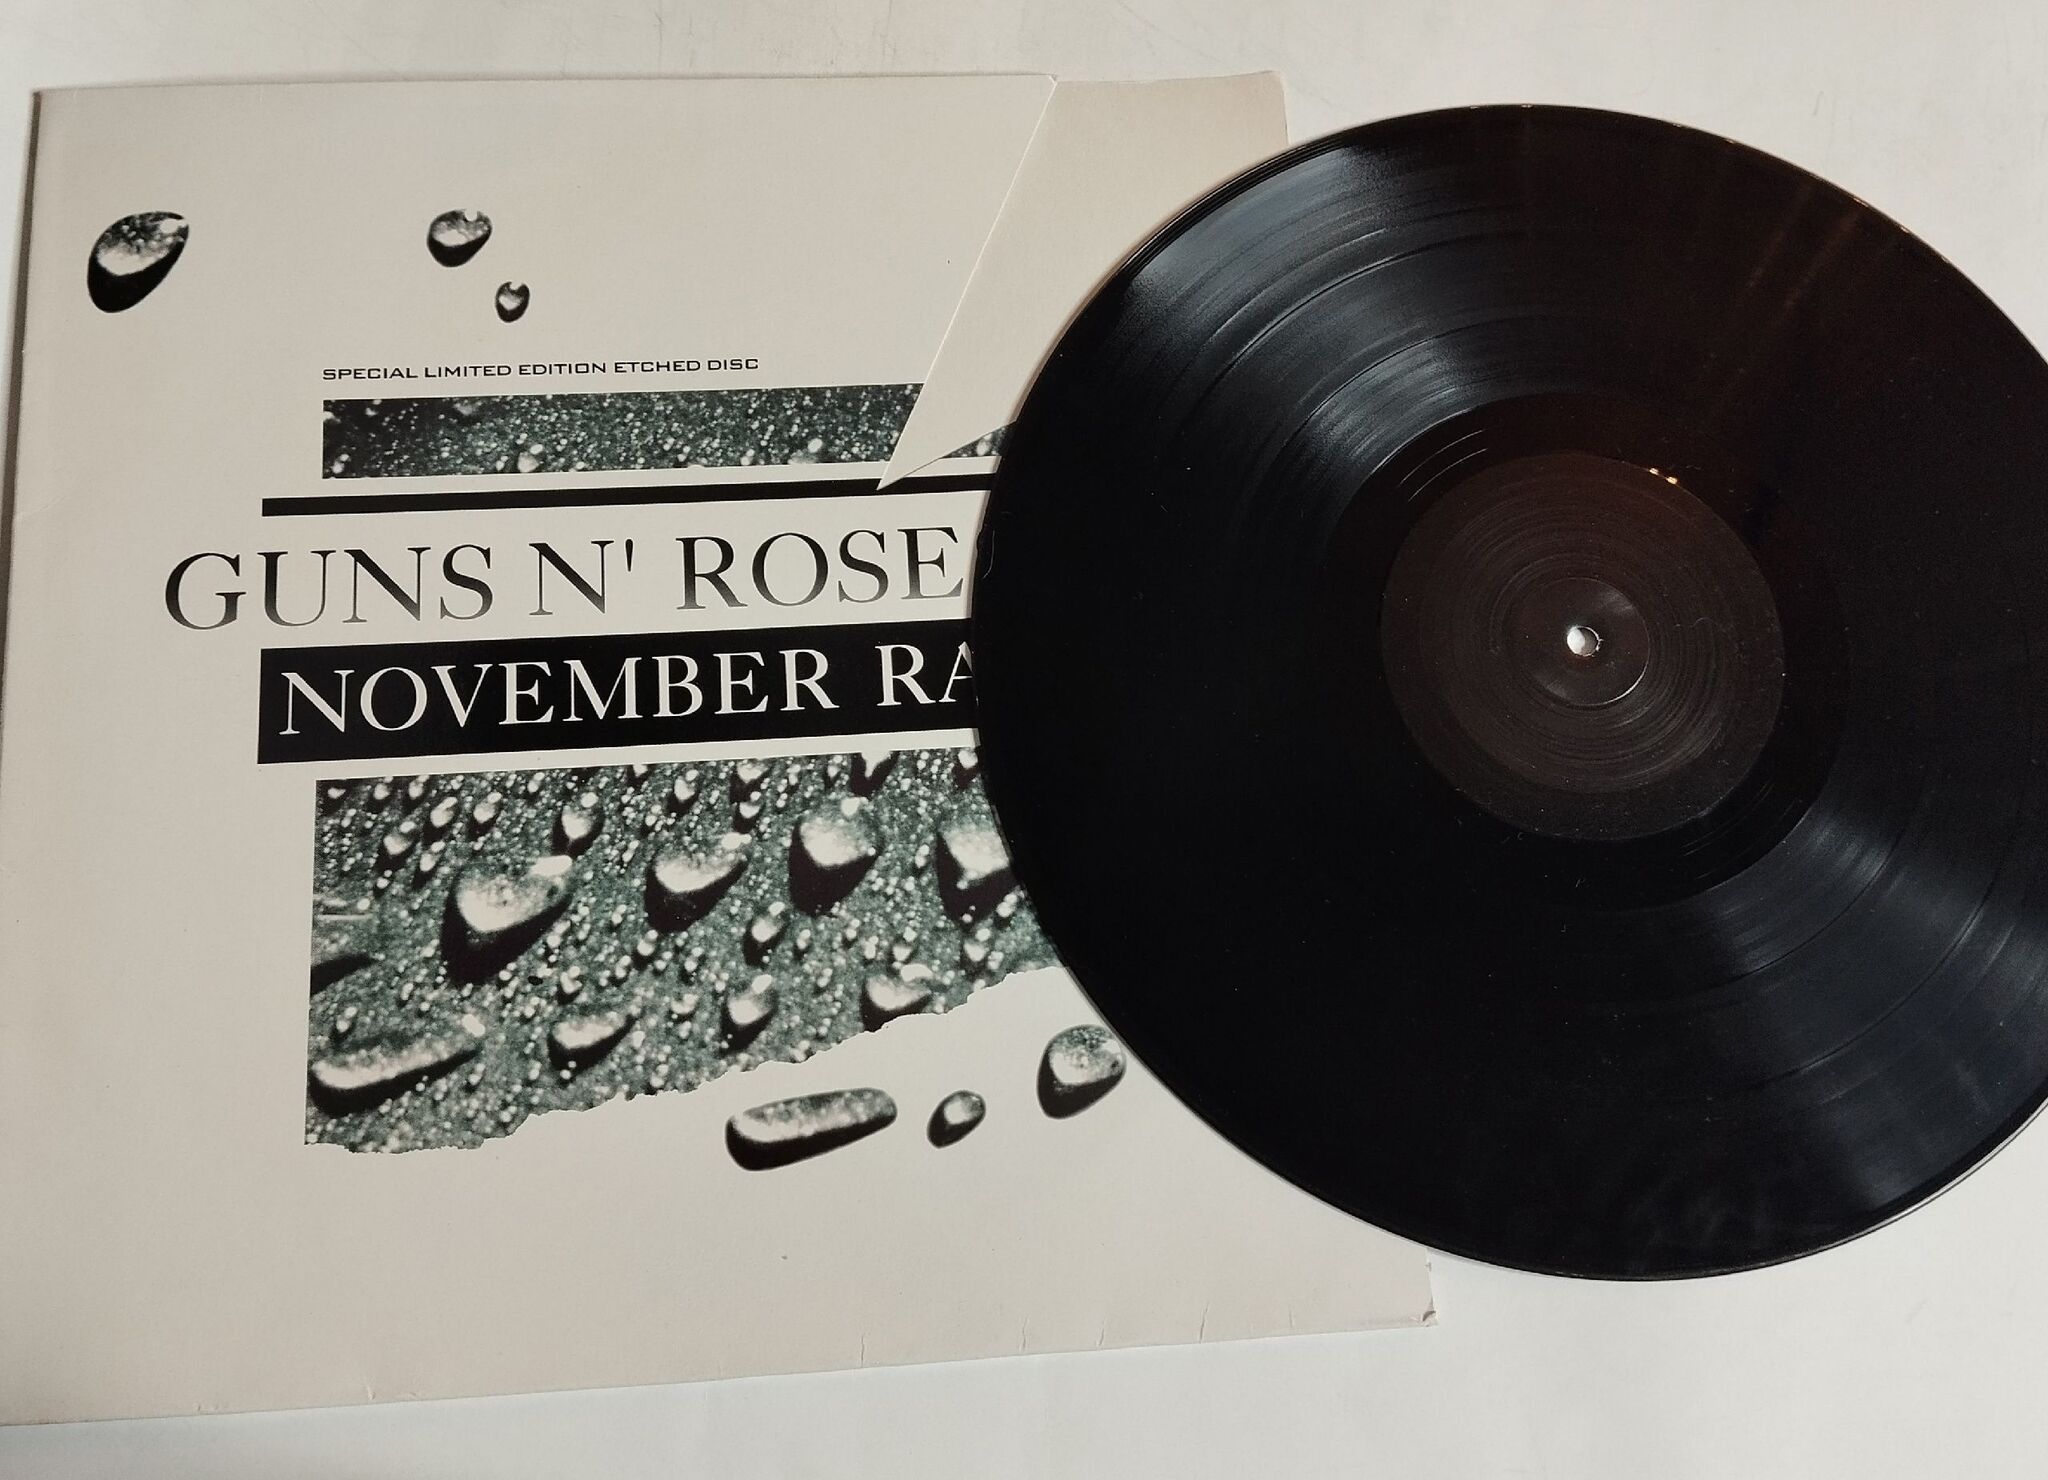 SPECIAL LIMITED EDITION ETCHED DISC
GUNS N' ROSE
NOVEMBER RA